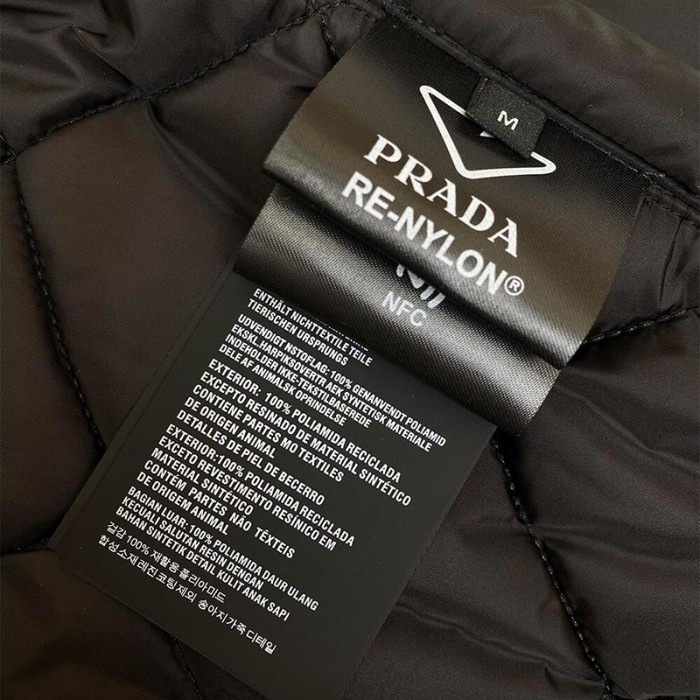 M
PRADA
RE-NYLON®
NFC
ENTHÄLT NICHTTEXTILE TEILE
TIERISCHEN URSPRUNGS
UDVENDIGT NSTOFLAG: 100% GENANVENDT POLYAMID
EKSKL.HARPIKSOVERTR AEK SYNTETISK MATERIALE
INDEHOLDER IKKE-TEKSTILBASEREDE
DELE AF ANIMALSK OPRINDELSE
EXTERIOR: 100% POLIAMIDA RECICLADA
EXCEPTO RESINADO DE MATERIAL SINTÉTICO
CONTIENE PARTES MO TEXTILES
DE ORIGEN ANIMAL
DETALLES DE PIEL DE BECERRO
EXTERIOR:100% POLIAMIDA RECICLADA
EXCETO REVESTIMENTO RESÍNICO EM
MATERIAL SINTÉTICO
CONTÉM PARTES NÃO TÊXTEIS
DE ORIGEM ANIMAL
BAGIAN LUAR: 100% POLIAMIDA DAUR ULANG
KECUALI SALUTAN RESIN DENGAN
BAHAN SINTETIK DETAIL KULIT ANAK SAPI
겉감 100% 재활용 폴리아미드
합성 소재 레진 코팅 제외 송아지 가죽 디테일